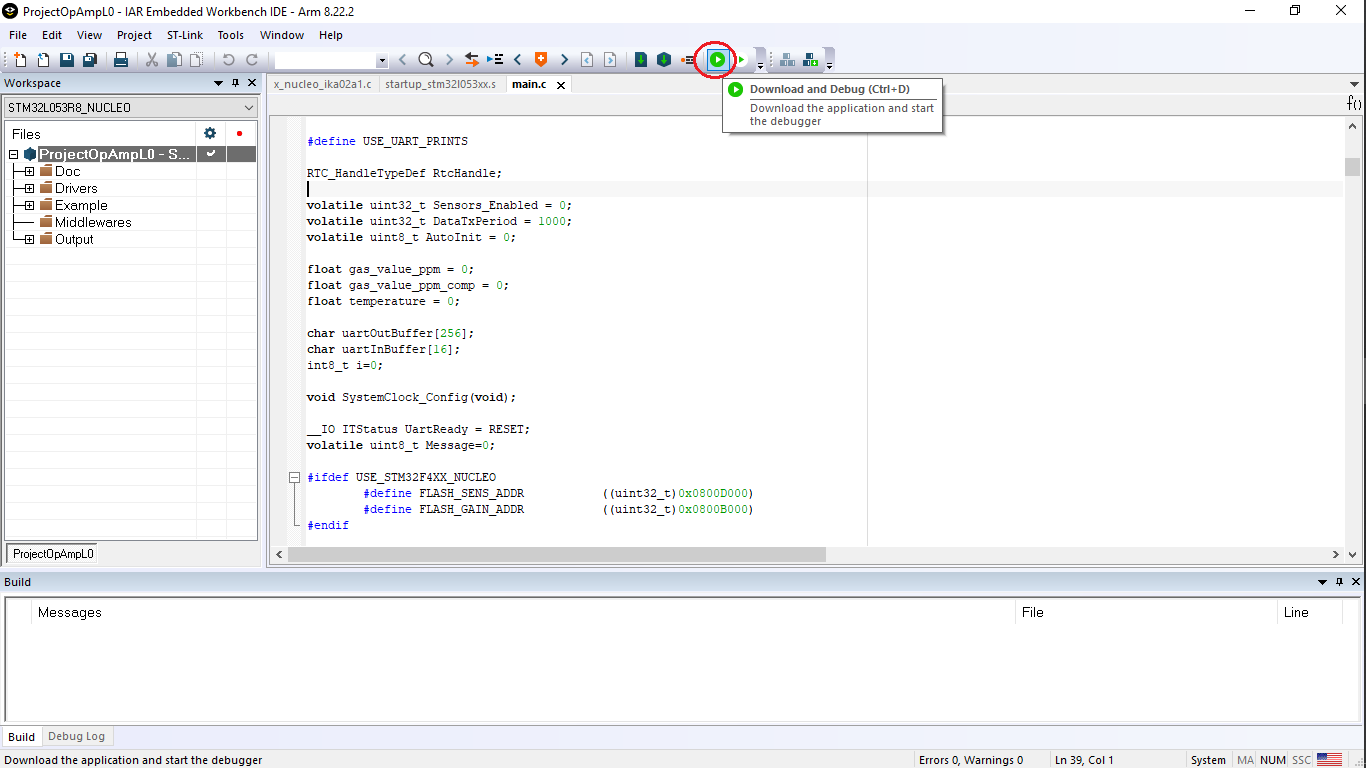 ProjectOpAmpL0 - IAR Embedded Workbench IDE - Arm 8.22.2
File Edit View Project ST-Link Tools Window Help
Workspace
STM32L053R8_NUCLEO
Files
ProjectOpAmpL0 - S...
Doc
Drivers
Example
Middlewares
Output
ProjectOpAmpL0
x_nucleo_ika02a1.c startup_stm32l053xx.s main.c
f()
Download and Debug (Ctrl+D)
Download the application and start
the debugger
#define USE_UART_PRINTS
RTC_HandleTypeDef RtcHandle;
volatile uint32_t Sensors_Enabled = 0;
volatile uint32_t DataTxPeriod = 1000;
volatile uint8_t AutoInit = 0;
float gas_value_ppm = 0;
float gas_value_ppm_comp = 0;
float temperature = 0;
char uartOutBuffer[256];
char uartInBuffer[16];
int8_t i=0;
void SystemClock_Config(void);
__IO ITStatus UartReady = RESET;
volatile uint8_t Message=0;
#ifdef USE_STM32F4XX_NUCLEO
#define FLASH_SENS_ADDR ((uint32_t)0x0800D000)
#define FLASH_GAIN_ADDR ((uint32_t)0x0800B000)
#endif
Build
Messages File Line
Build Debug Log
Download the application and start the debugger Errors 0, Warnings 0 Ln 39, Col 1 System MA NUM SSC